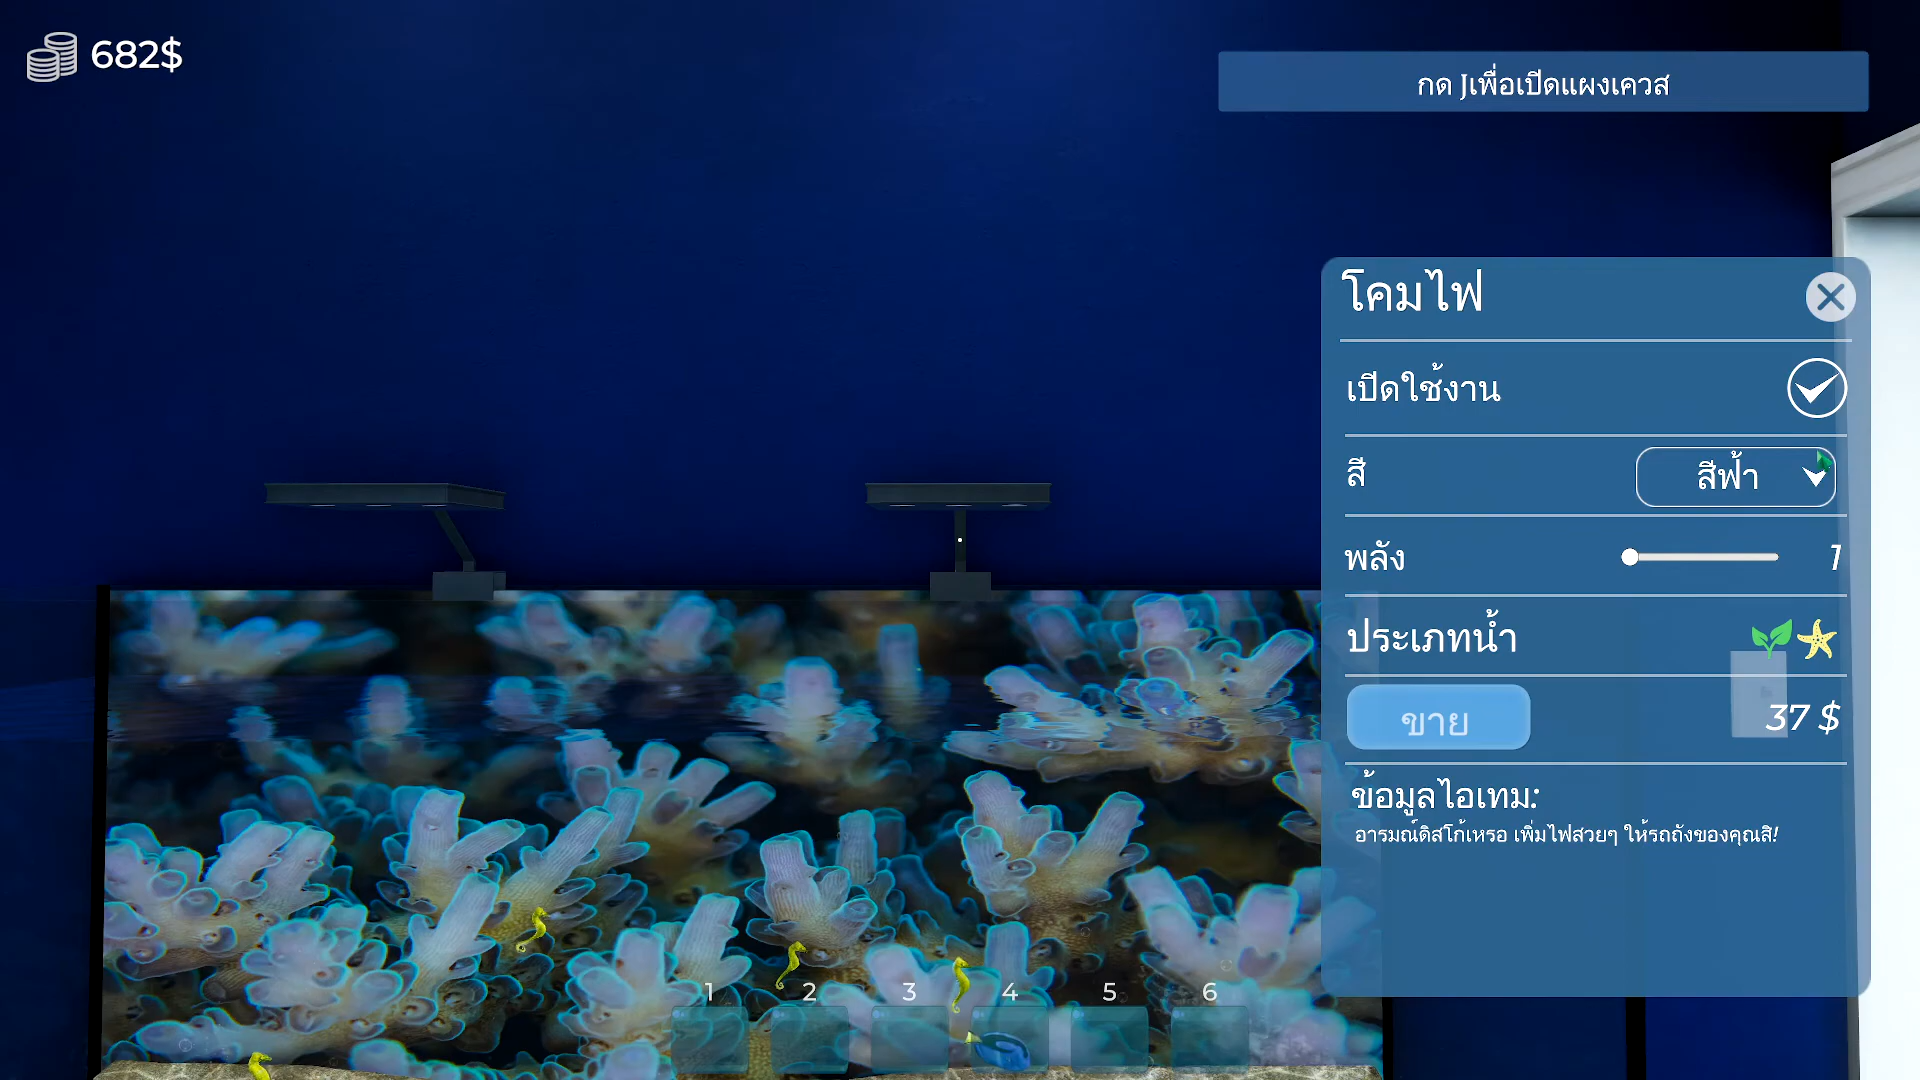 682$
กด Jเพื่อเปิดแผงเควส
โคมไฟ
เปิดใช้งาน
สี
สีฟ้า
พลัง
1
ประเภทน้ำ
ขาย
37 $
ข้อมูลไอเทม:
อารมณ์ดิสโก้เหรอ เพิ่มไฟสวยๆ ให้รถถังของคุณสิ!
1 2 3 4 5 6